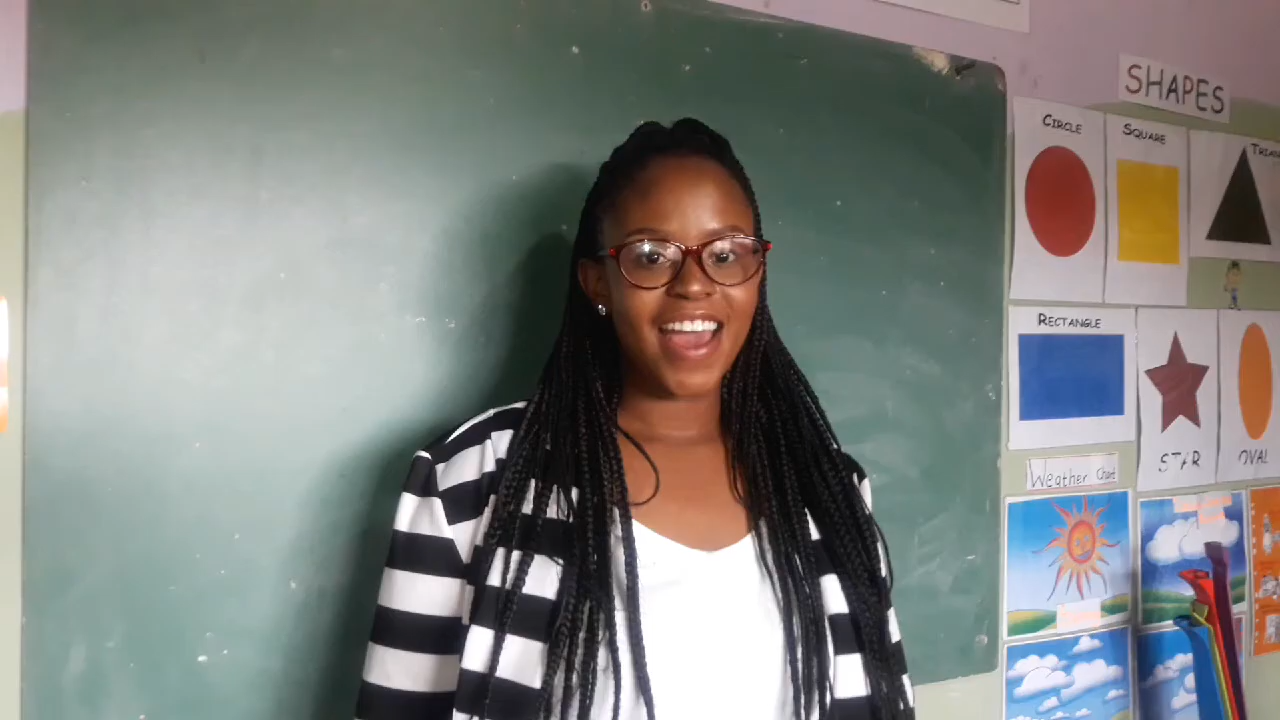 SHAPES
CIRCLE
SQUARE
RECTANGLE
STAR
OVAL
Weather Chart